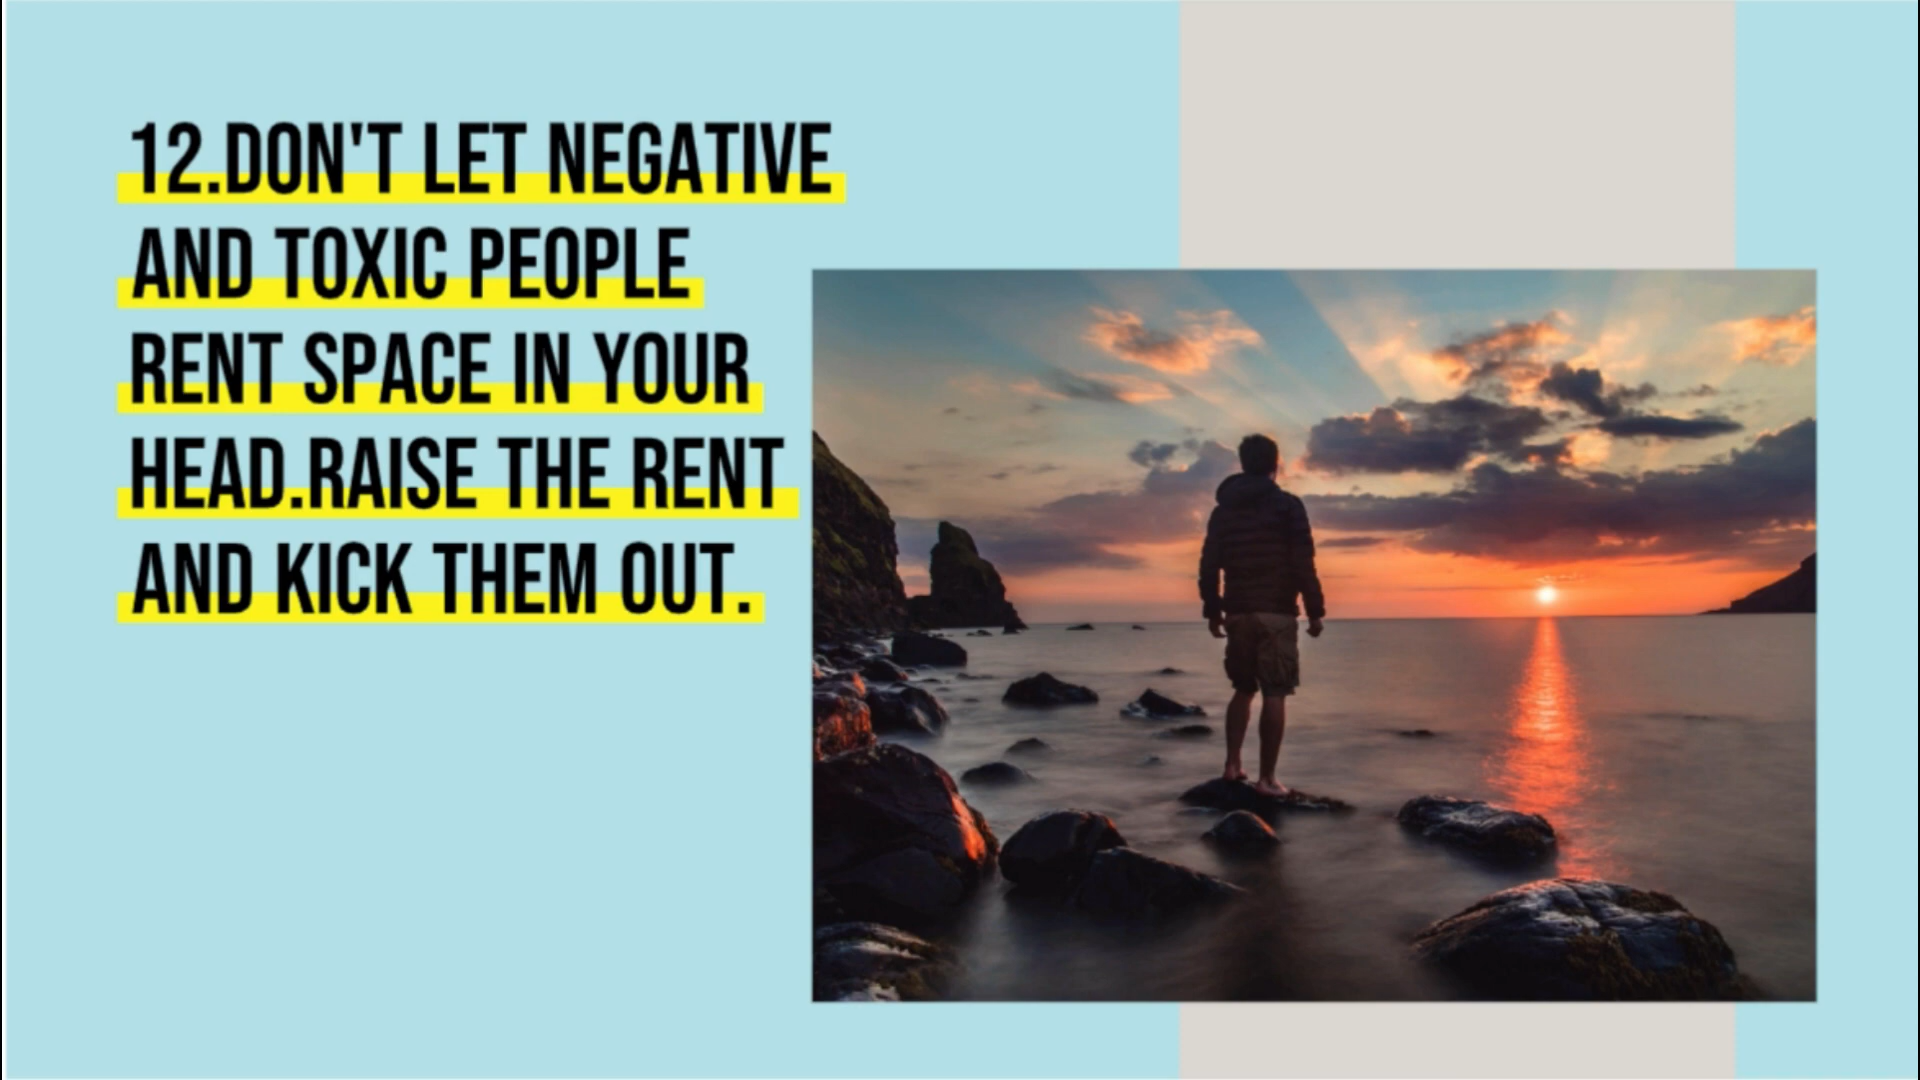 12.DON'T LET NEGATIVE
AND TOXIC PEOPLE
RENT SPACE IN YOUR
HEAD.RAISE THE RENT
AND KICK THEM OUT.